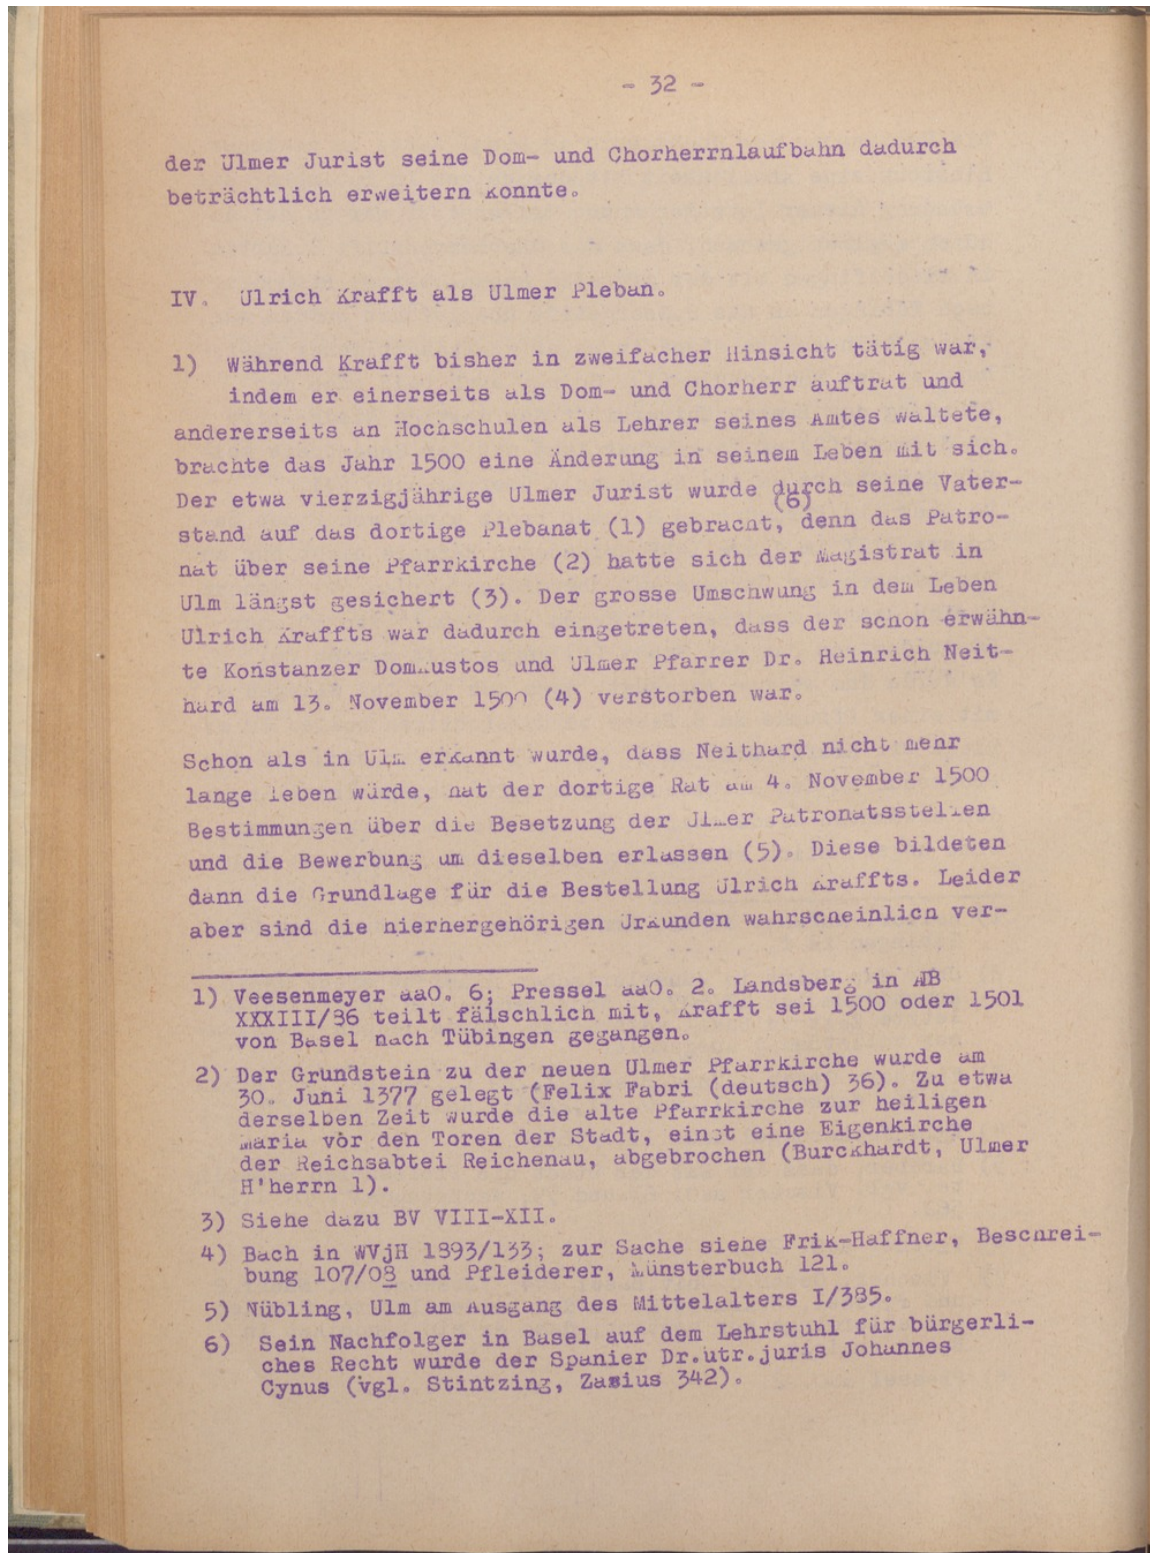 - 32 -
der Ulmer Jurist seine Dom- und Chorherrnlaufbahn dadurch
beträchtlich erweitern konnte.
IV. Ulrich Krafft als Ulmer Pleban.
1) Während Krafft bisher in zweifacher Hinsicht tätig war,
indem er einerseits als Dom- und Chorherr auftrat und
andererseits an Hochschulen als Lehrer seines Amtes waltete,
brachte das Jahr 1500 eine Änderung in seinem Leben mit sich.
Der etwa vierzigjährige Ulmer Jurist wurde durch seine Vater-
(6)
stand auf das dortige Plebanat (1) gebracht, denn das Patro-
nat über seine Pfarrkirche (2) hatte sich der Magistrat in
Ulm längst gesichert (3). Der grosse Umschwung in dem Leben
Ulrich Kraffts war dadurch eingetreten, dass der schon erwähn-
te Konstanzer Domkustos und Ulmer Pfarrer Dr. Heinrich Neit-
hard am 13. November 1500 (4) verstorben war.
Schon als in Ulm erkannt wurde, dass Neithard nicht mehr
lange leben würde, hat der dortige Rat am 4. November 1500
Bestimmungen über die Besetzung der Ulmer Patronatsstellen
und die Bewerbung um dieselben erlassen (5). Diese bildeten
dann die Grundlage für die Bestellung Ulrich Kraffts. Leider
aber sind die hierhergehörigen Urkunden wahrscheinlich ver-
1) Veesenmeyer aaO. 6; Pressel aaO. 2. Landsberg in ADB
XXXIII/36 teilt fälschlich mit, Krafft sei 1500 oder 1501
von Basel nach Tübingen gegangen.
2) Der Grundstein zu der neuen Ulmer Pfarrkirche wurde am
30. Juni 1377 gelegt (Felix Fabri (deutsch) 36). Zu etwa
derselben Zeit wurde die alte Pfarrkirche zur heiligen
Maria vor den Toren der Stadt, einst eine Eigenkirche
der Reichsabtei Reichenau, abgebrochen (Burckhardt, Ulmer
H'herrn 1).
3) Siehe dazu BV VIII-XII.
4) Bach in WVjH 1893/133; zur Sache siehe Frik-Haffner, Beschrei-
bung 107/08 und Pfleiderer, Münsterbuch 121.
5) Nübling, Ulm am Ausgang des Mittelalters I/385.
6) Sein Nachfolger in Basel auf dem Lehrstuhl für bürgerli-
ches Recht wurde der Spanier Dr.utr.juris Johannes
Cynus (vgl. Stintzing, Zasius 342).